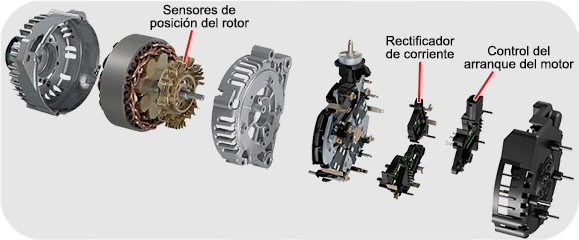 Sensores de
posición del rotor
Rectificador
de corriente
Control del
arranque del motor